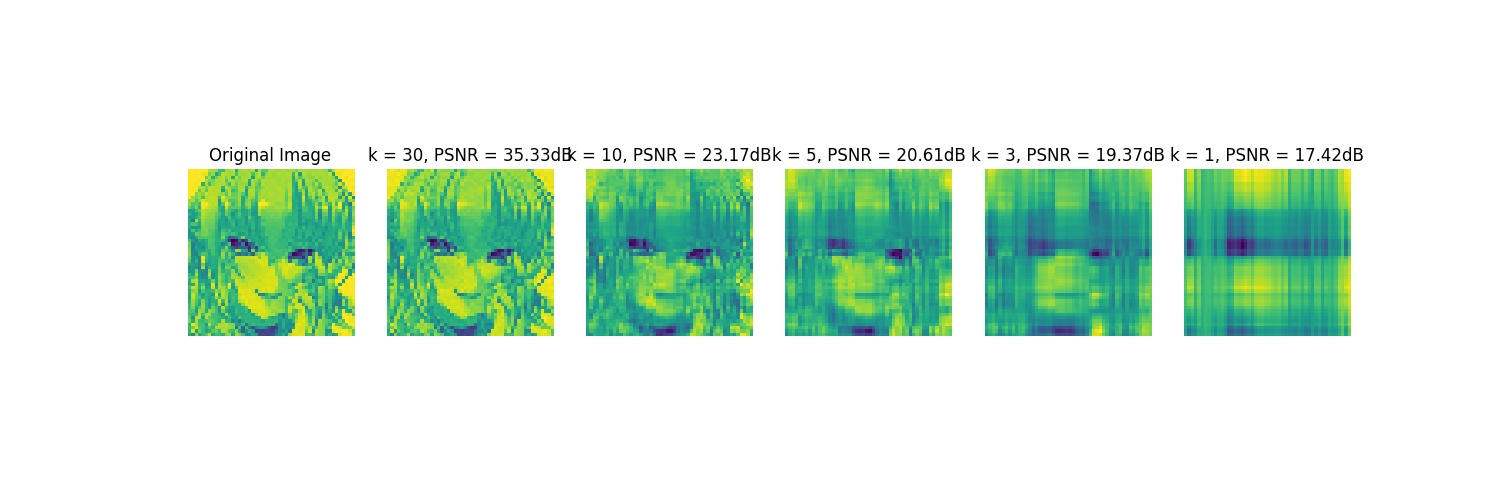 Original Image
k = 30, PSNR = 35.33dB
k = 10, PSNR = 23.17dB
k = 5, PSNR = 20.61dB
k = 3, PSNR = 19.37dB
k = 1, PSNR = 17.42dB